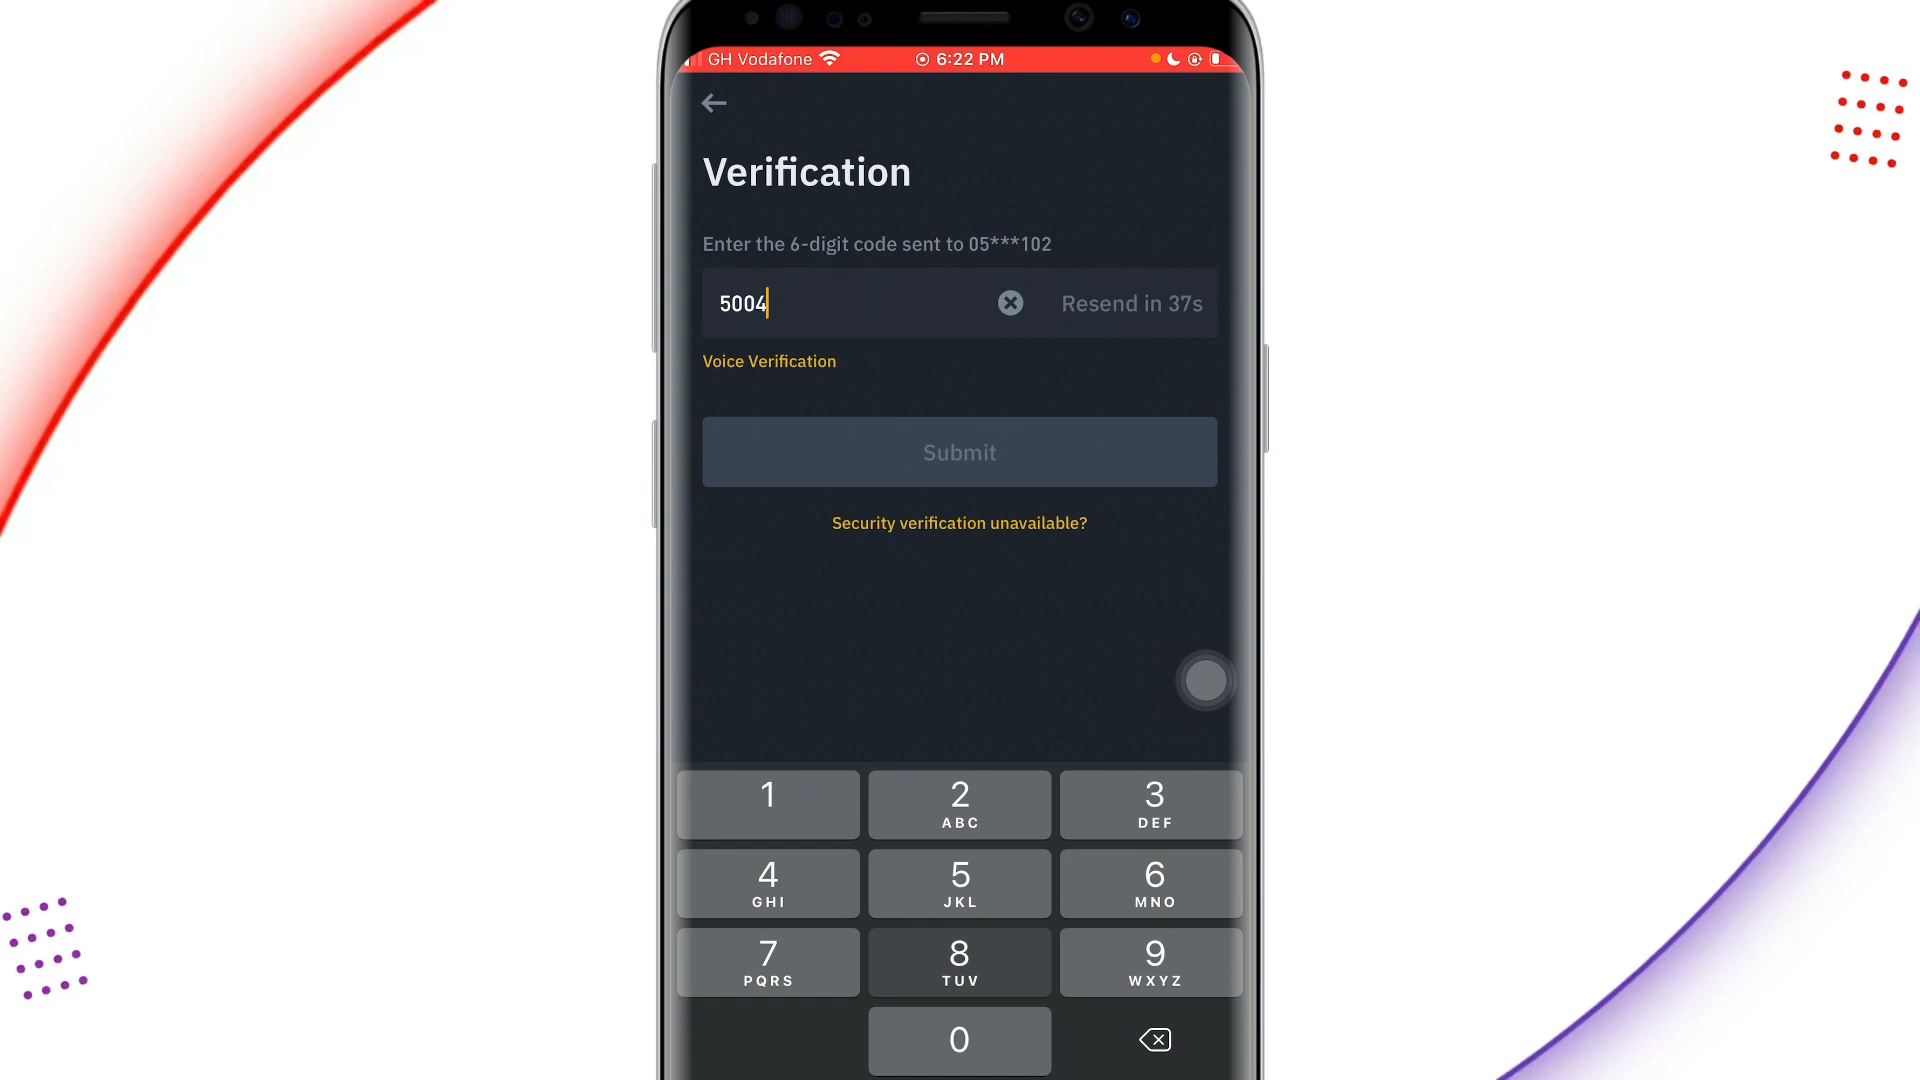 GH Vodafone 6:22 PM
Verification
Enter the 6-digit code sent to 05***102
5004 Resend in 37s
Voice Verification
Submit
Security verification unavailable?
1 2 3
ABC DEF
4 5 6
GHI JKL MNO
7 8 9
PQRS TUV WXYZ
0